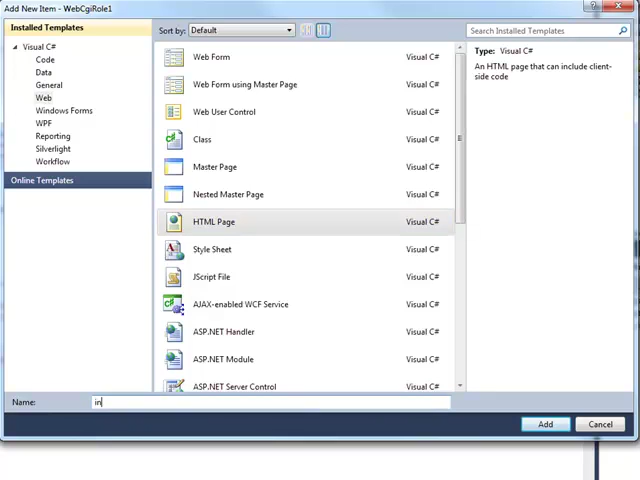 Add New Item - WebCgiRole1
Installed Templates
Sort by: Default
Search Installed Templates
Visual C#
Code
Data
General
Web
Windows Forms
WPF
Reporting
Silverlight
Workflow
Online Templates
Web Form Visual C#
Web Form using Master Page Visual C#
Web User Control Visual C#
Class Visual C#
Master Page Visual C#
Nested Master Page Visual C#
HTML Page Visual C#
Style Sheet Visual C#
JScript File Visual C#
AJAX-enabled WCF Service Visual C#
ASP.NET Handler Visual C#
ASP.NET Module Visual C#
ASP.NET Server Control Visual C#
Type: Visual C#
An HTML page that can include client-
side code
Name: in
Add Cancel